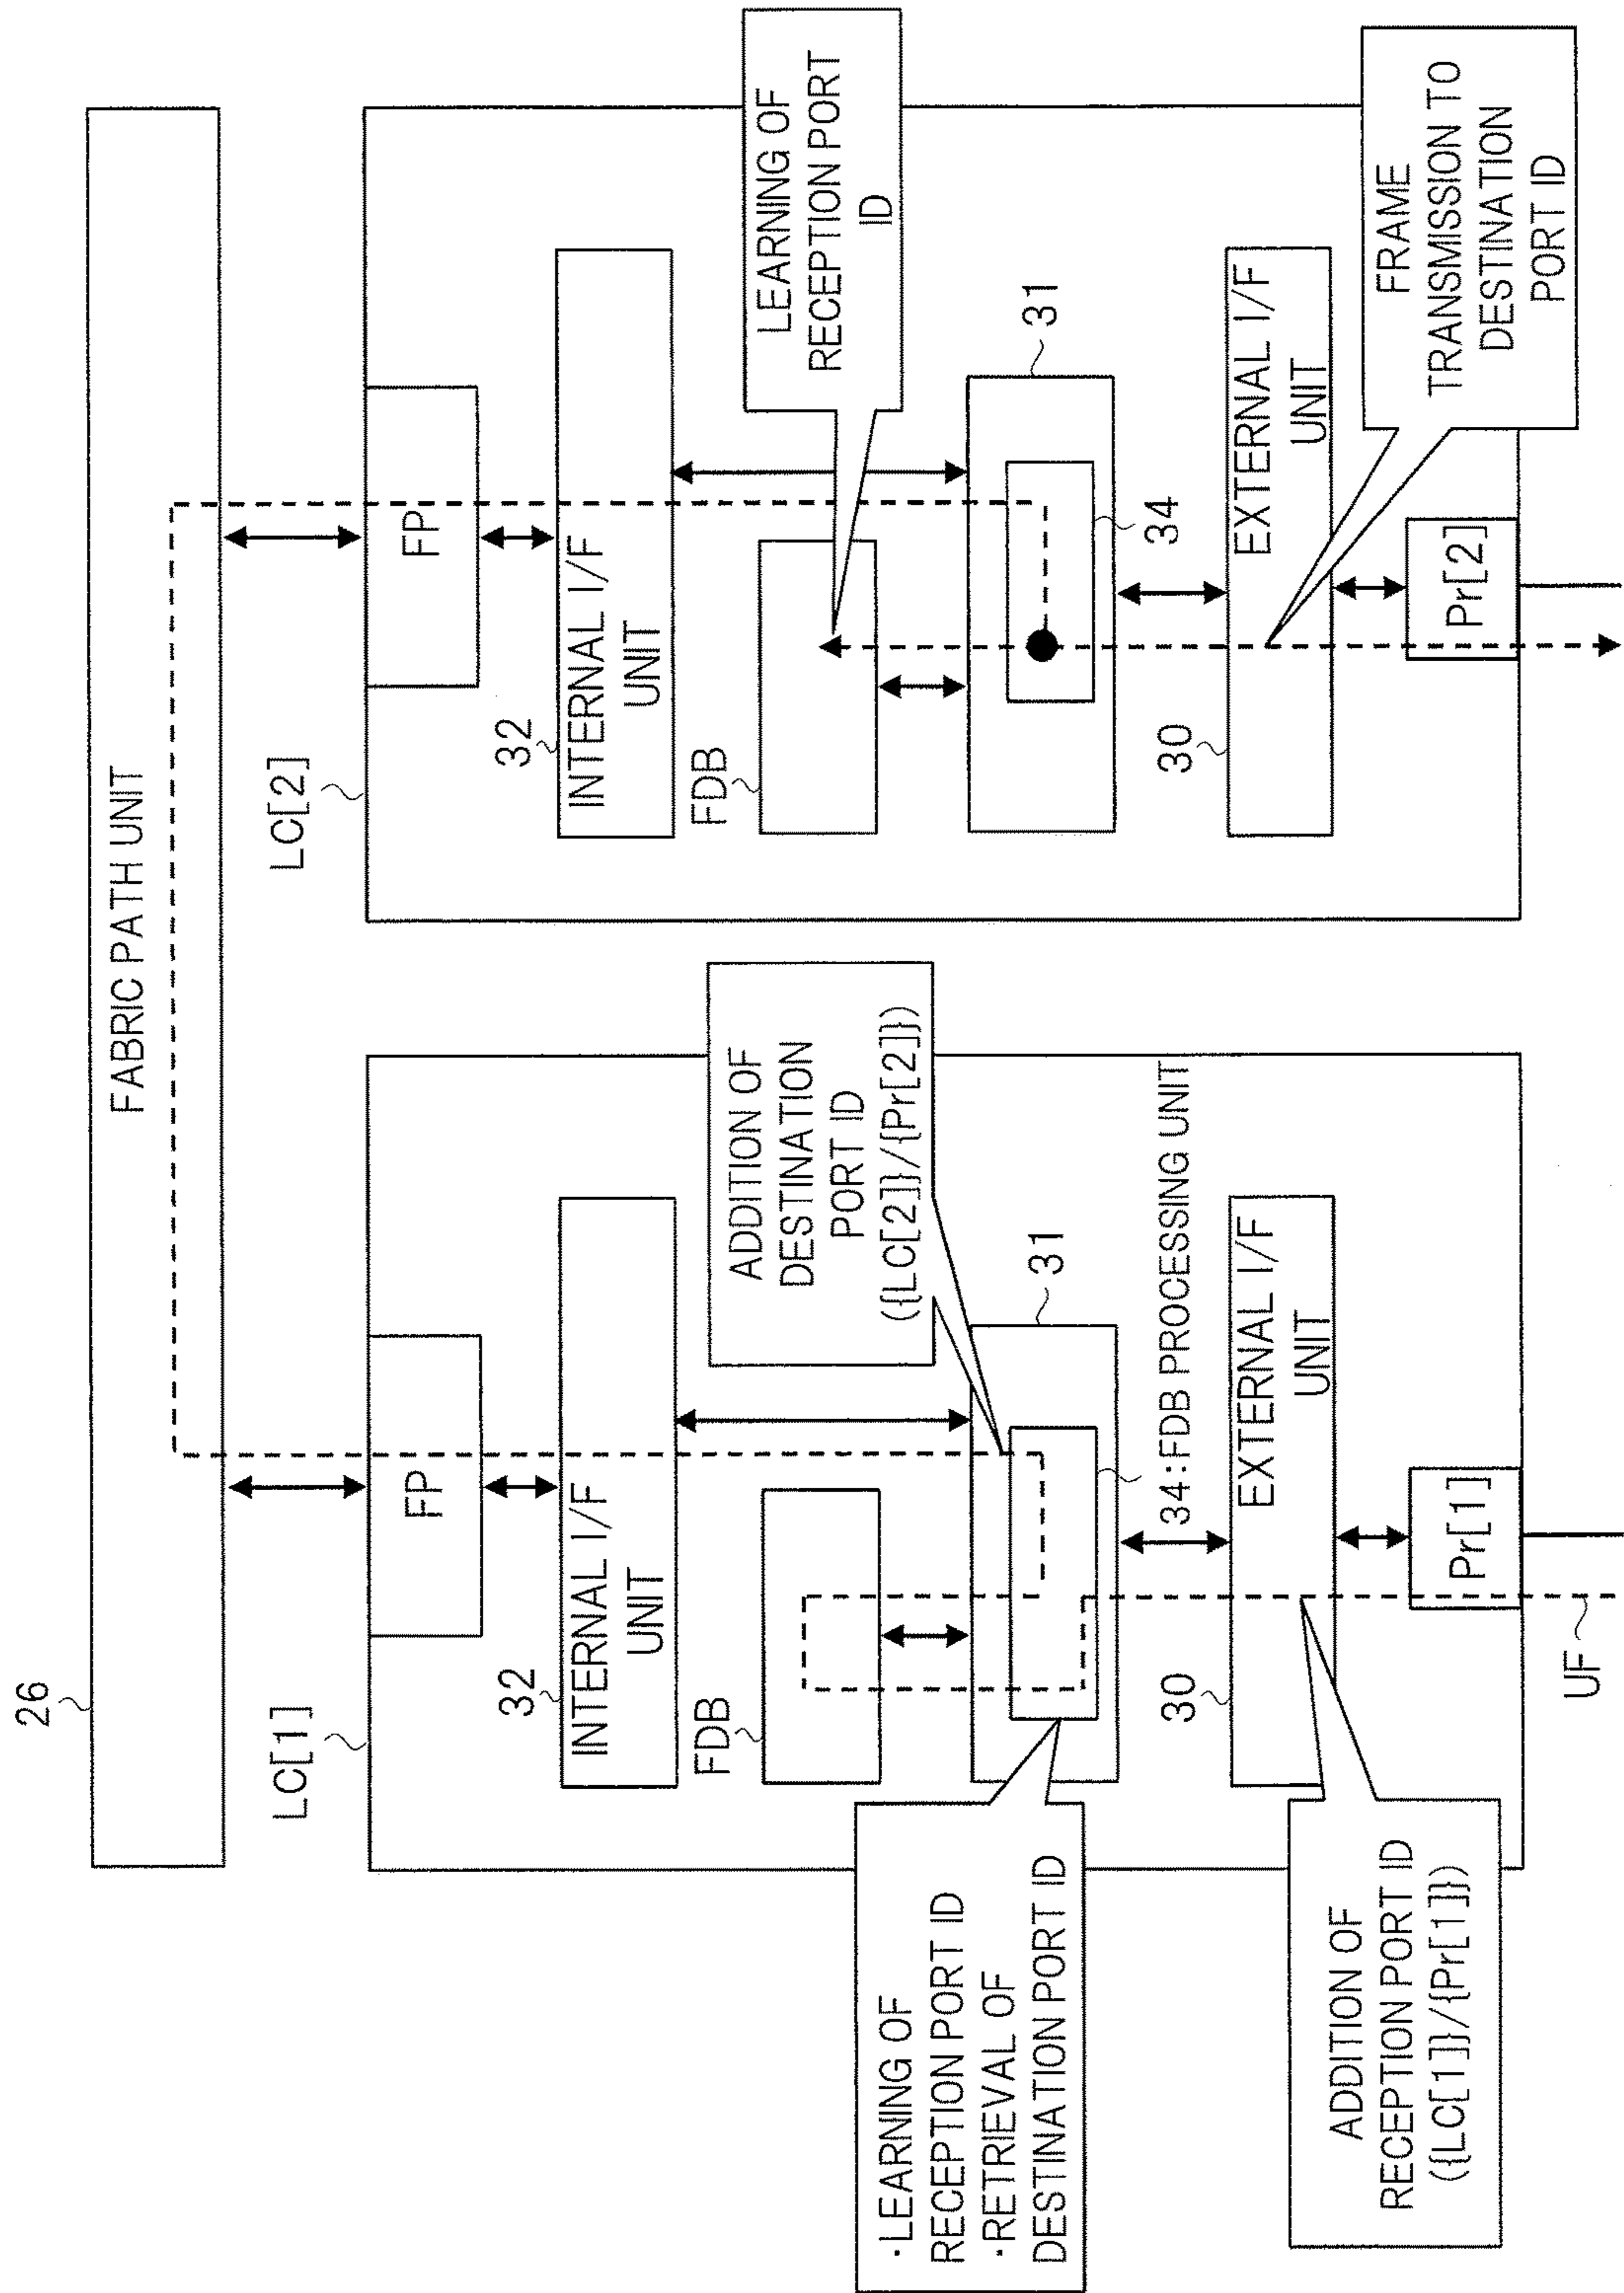 26
FABRIC PATH UNIT
LC[1]
FP
32
INTERNAL I/F
UNIT
FDB
ADDITION OF
DESTINATION
PORT ID
({LC[2]}/{Pr[2]})
31
34:FDB PROCESSING UNIT
·LEARNING OF
RECEPTION PORT ID
·RETRIEVAL OF
DESTINATION PORT ID
30
EXTERNAL I/F
UNIT
Pr[1]
ADDITION OF
RECEPTION PORT ID
({LC[1]}/{Pr[1]})
UF
LC[2]
FP
32
INTERNAL I/F
UNIT
FDB
LEARNING OF
RECEPTION PORT
ID
31
34
30
EXTERNAL I/F
UNIT
Pr[2]
FRAME
TRANSMISSION TO
DESTINATION
PORT ID